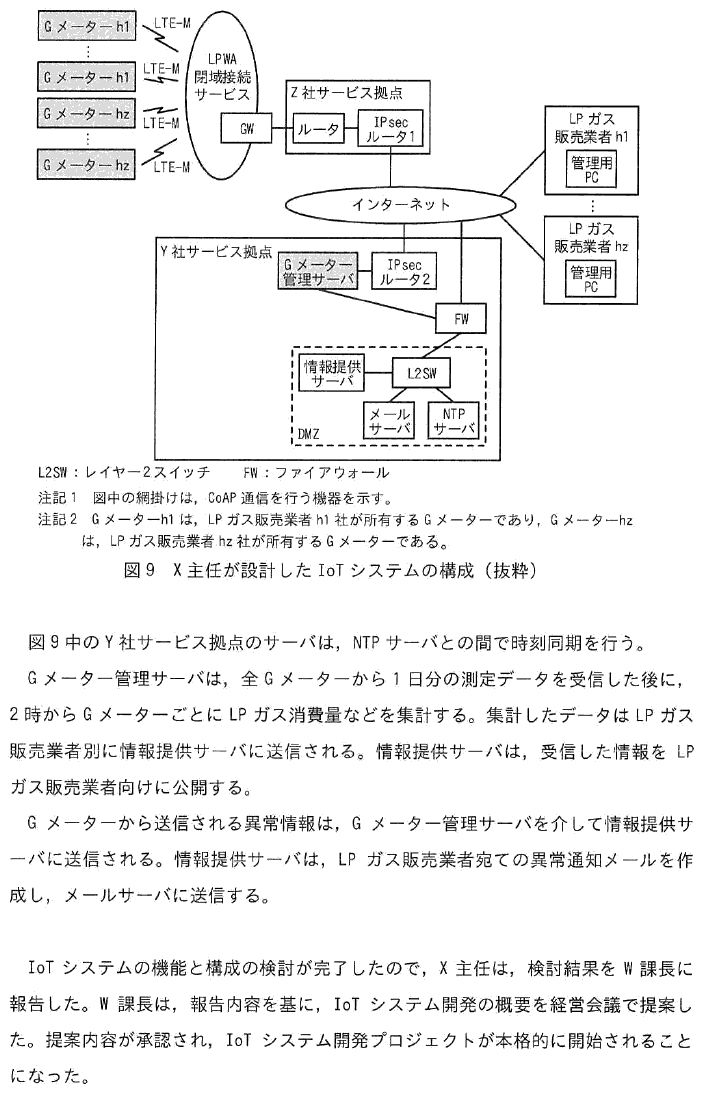 Gメーターh1
LTE-M
⋮
Gメーターh1
LTE-M
Gメーターhz
LTE-M
⋮
Gメーターhz
LTE-M
LPWA
閉域接続
サービス
GW
Z社サービス拠点
ルータ
IPsec
ルータ1
インターネット
LPガス
販売業者h1
管理用
PC
⋮
LPガス
販売業者hz
管理用
PC
Y社サービス拠点
Gメーター
管理サーバ
IPsec
ルータ2
FW
情報提供
サーバ
L2SW
メール
サーバ
NTP
サーバ
DMZ
L2SW：レイヤー2スイッチ　　FW：ファイアウォール
注記1　図中の網掛けは，CoAP通信を行う機器を示す。
注記2　Gメーターh1は，LPガス販売業者h1社が所有するGメーターであり，Gメーターhz
は，LPガス販売業者hz社が所有するGメーターである。
図9　X主任が設計したIoTシステムの構成（抜粋）
図9中のY社サービス拠点のサーバは，NTPサーバとの間で時刻同期を行う。
Gメーター管理サーバは，全Gメーターから1日分の測定データを受信した後に，
2時からGメーターごとにLPガス消費量などを集計する。集計したデータはLPガス
販売業者別に情報提供サーバに送信される。情報提供サーバは，受信した情報をLP
ガス販売業者向けに公開する。
Gメーターから送信される異常情報は，Gメーター管理サーバを介して情報提供サ
ーバに送信される。情報提供サーバは，LPガス販売業者宛ての異常通知メールを作
成し，メールサーバに送信する。
IoTシステムの機能と構成の検討が完了したので，X主任は，検討結果をW課長に
報告した。W課長は，報告内容を基に，IoTシステム開発の概要を経営会議で提案し
た。提案内容が承認され，IoTシステム開発プロジェクトが本格的に開始されること
になった。